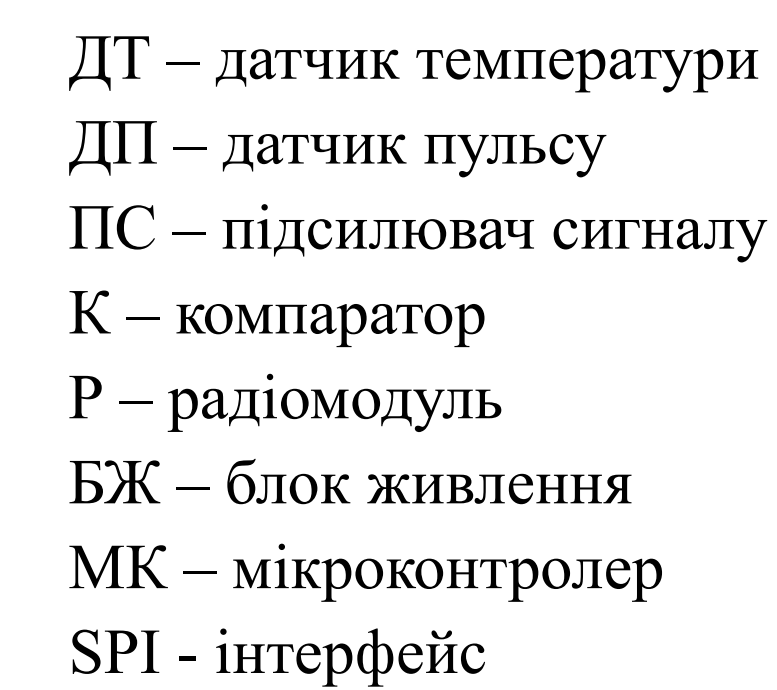 ДТ – датчик температури
ДП – датчик пульсу
ПС – підсилювач сигналу
К – компаратор
Р – радіомодуль
БЖ – блок живлення
МК – мікроконтролер
SPI - інтерфейс